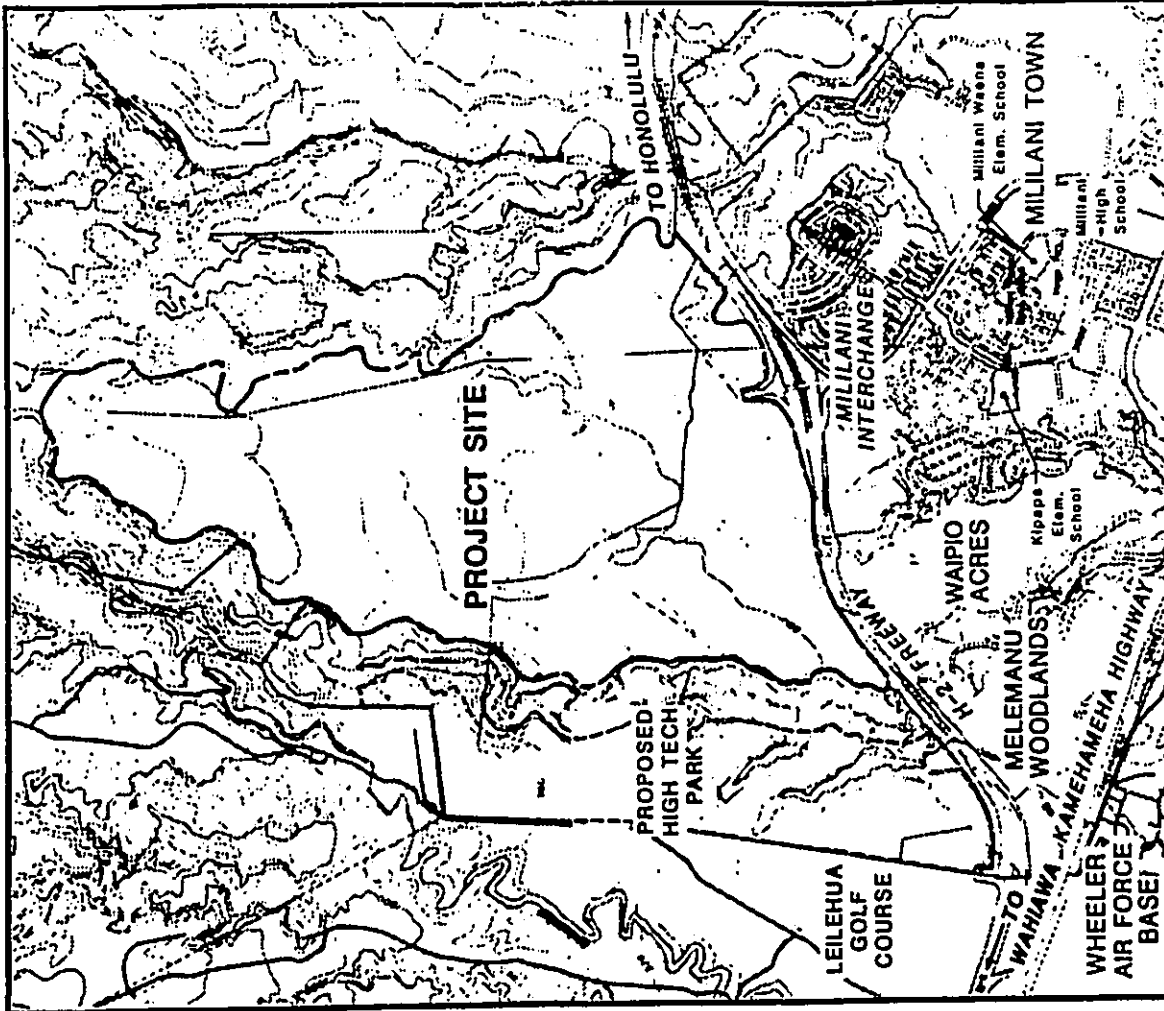 PROJECT SITE
TO HONOLULU
PROPOSED
HIGH TECH
PARK
MILILANI
INTERCHANGE
Mililani Waena
Elem. School
MILILANI TOWN
Mililani
High
School
Kipapa
Elem.
School
WAIPIO
ACRES
H-2 FREEWAY
MELEMANU
WOODLANDS
LEILEHUA
GOLF
COURSE
TO
WAHIAWA
KAMEHAMEHA HIGHWAY
WHEELER
AIR FORCE
BASE